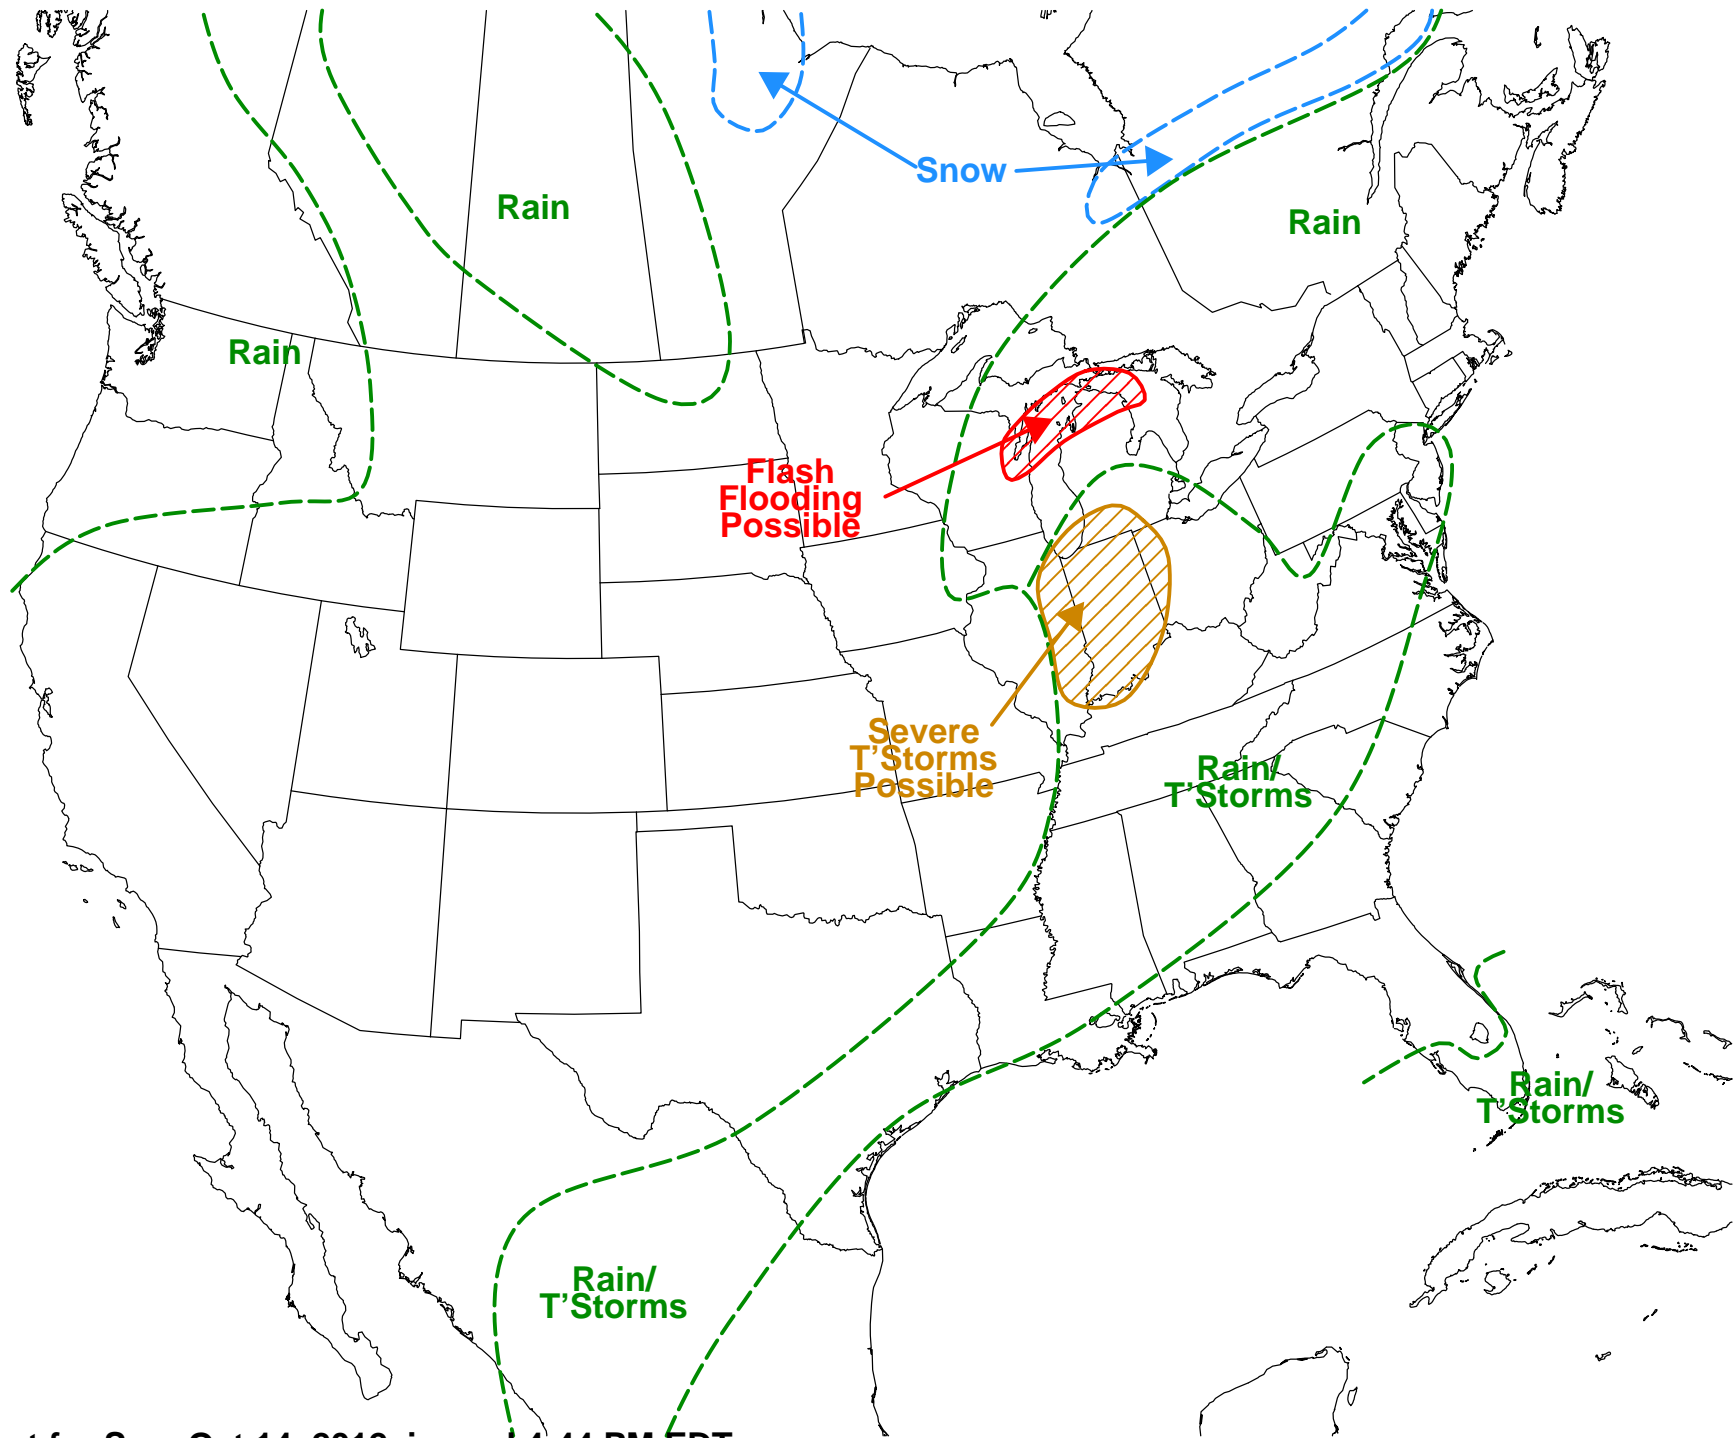 Snow
Rain
Rain
Rain
Flash
Flooding
Possible
Severe
T'Storms
Possible
Rain/
T'Storms
Rain/
T'Storms
Rain/
T'Storms